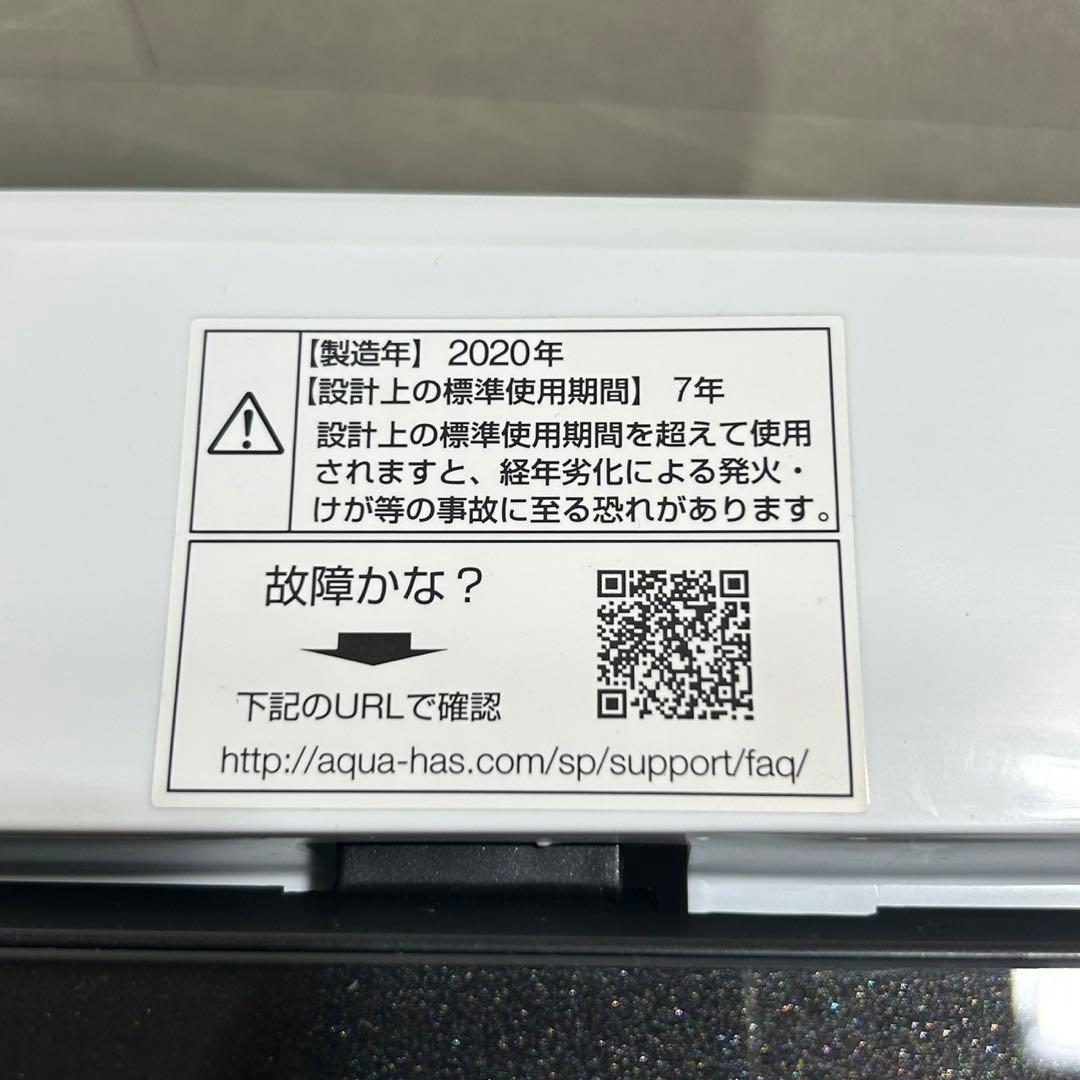 【製造年】 2020年
【設計上の標準使用期間】 7年
設計上の標準使用期間を超えて使用
されますと、経年劣化による発火・
けが等の事故に至る恐れがあります。
故障かな？
下記のURLで確認
http://aqua-has.com/sp/support/faq/